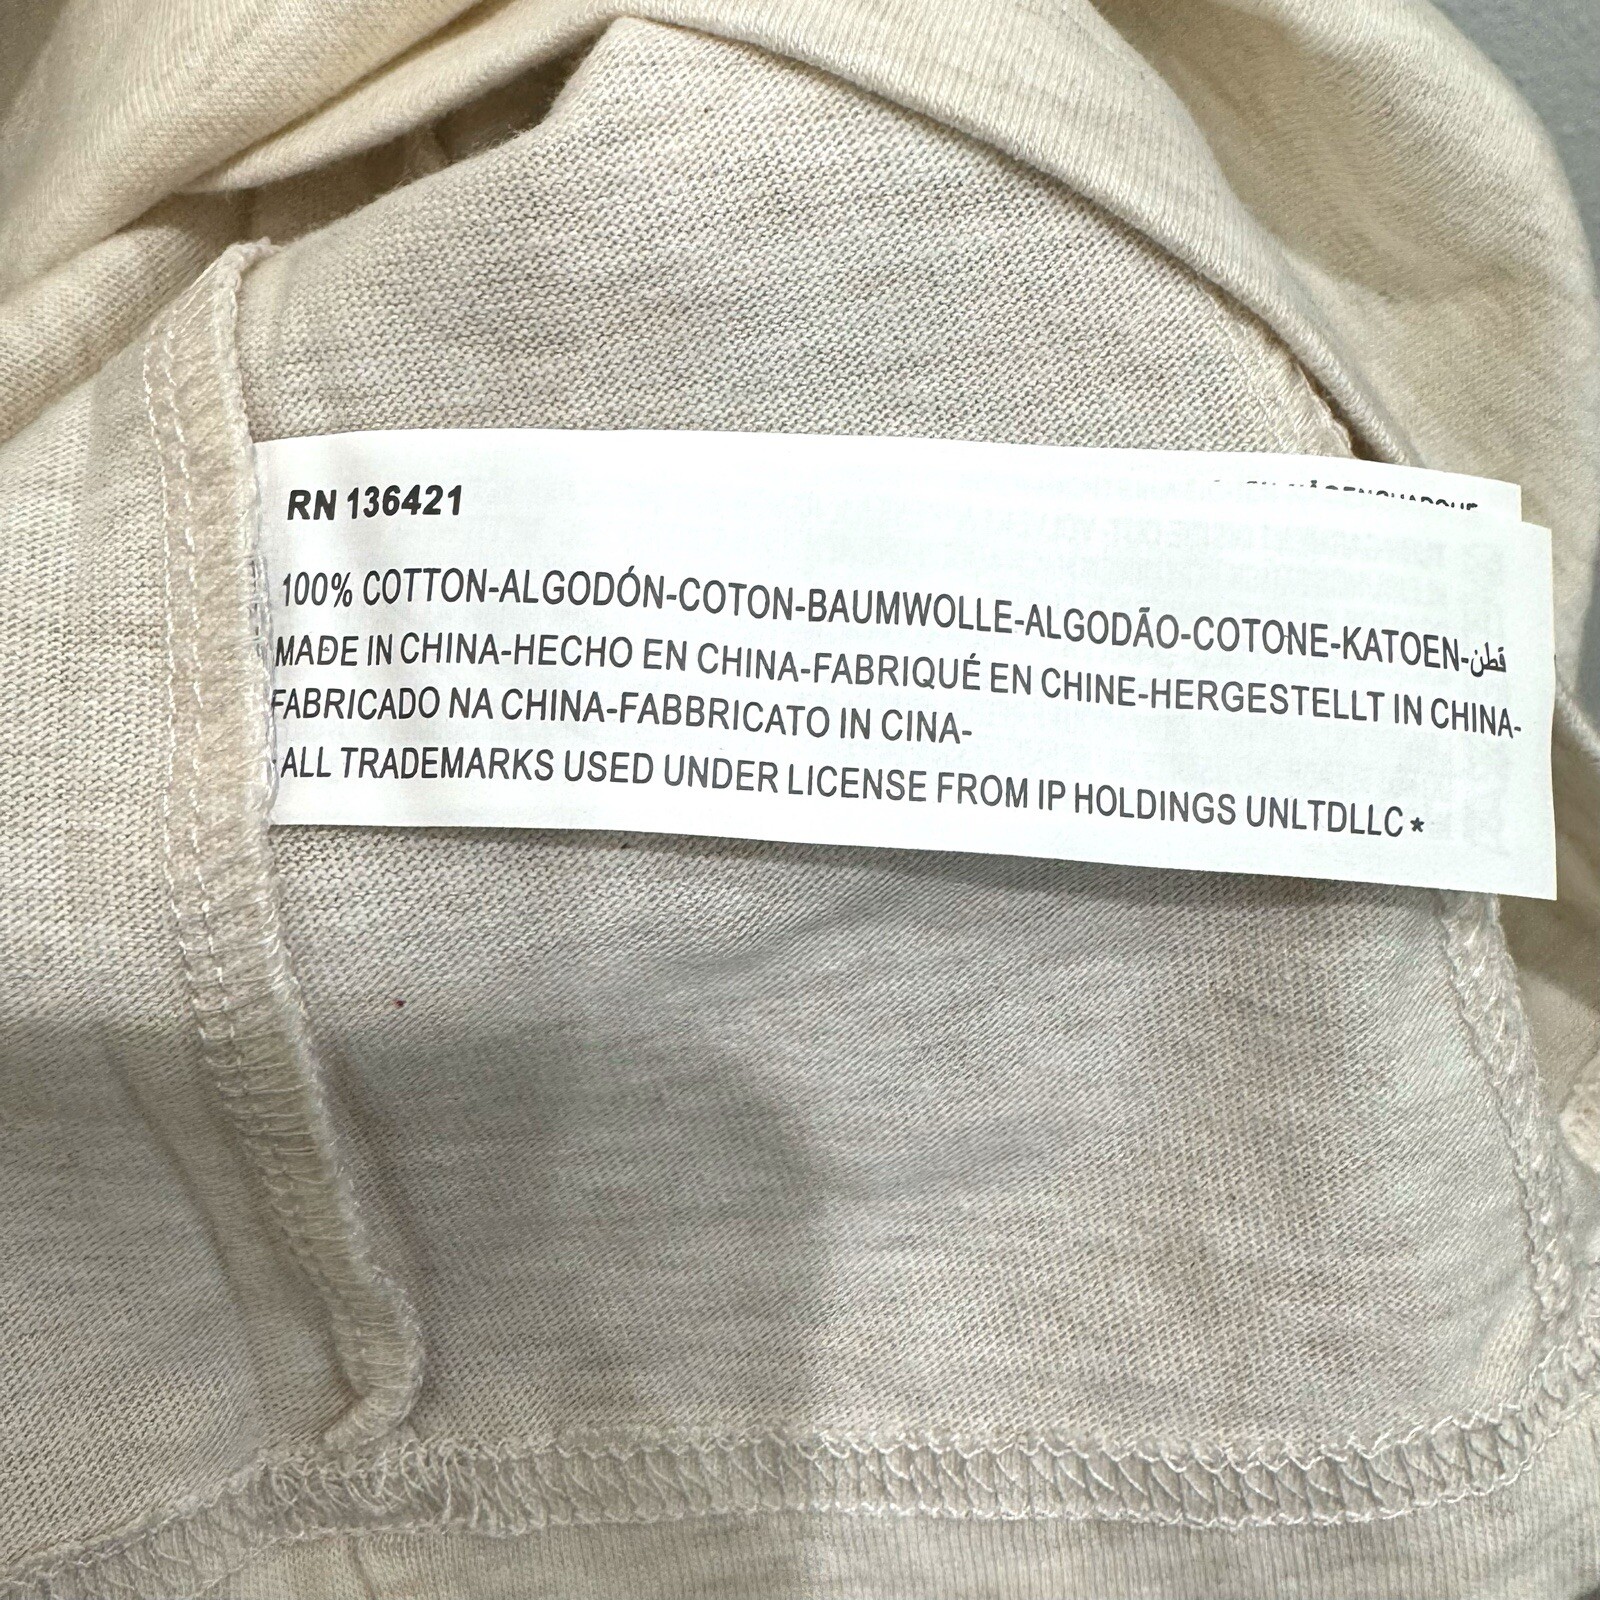 RN 136421
100% COTTON-ALGODÓN-COTON-BAUMWOLLE-ALGODÃO-COTONE-KATOEN-قطن
MADE IN CHINA-HECHO EN CHINA-FABRIQUÉ EN CHINE-HERGESTELLT IN CHINA-
FABRICADO NA CHINA-FABBRICATO IN CINA-
ALL TRADEMARKS USED UNDER LICENSE FROM IP HOLDINGS UNLTDLLC*